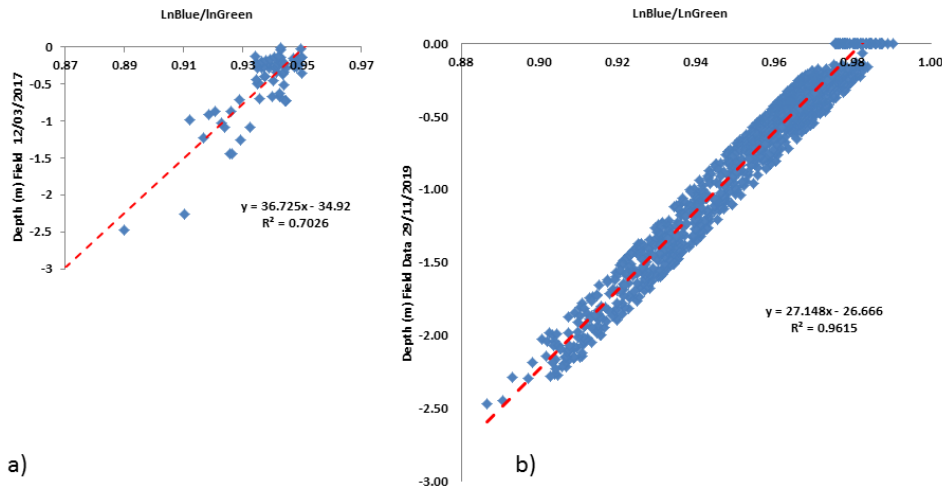 LnBlue/lnGreen
0.87 0.89 0.91 0.93 0.95 0.97
0
-0.5
-1
-1.5
-2
-2.5
-3
Depth (m) Field 12/03/2017
y = 36.725x - 34.92
R² = 0.7026
a)
LnBlue/LnGreen
0.88 0.90 0.92 0.94 0.96 0.98 1.00
0.00
-0.50
-1.00
-1.50
-2.00
-2.50
-3.00
Depth (m) Field Data 29/11/2019
y = 27.148x - 26.666
R² = 0.9615
b)